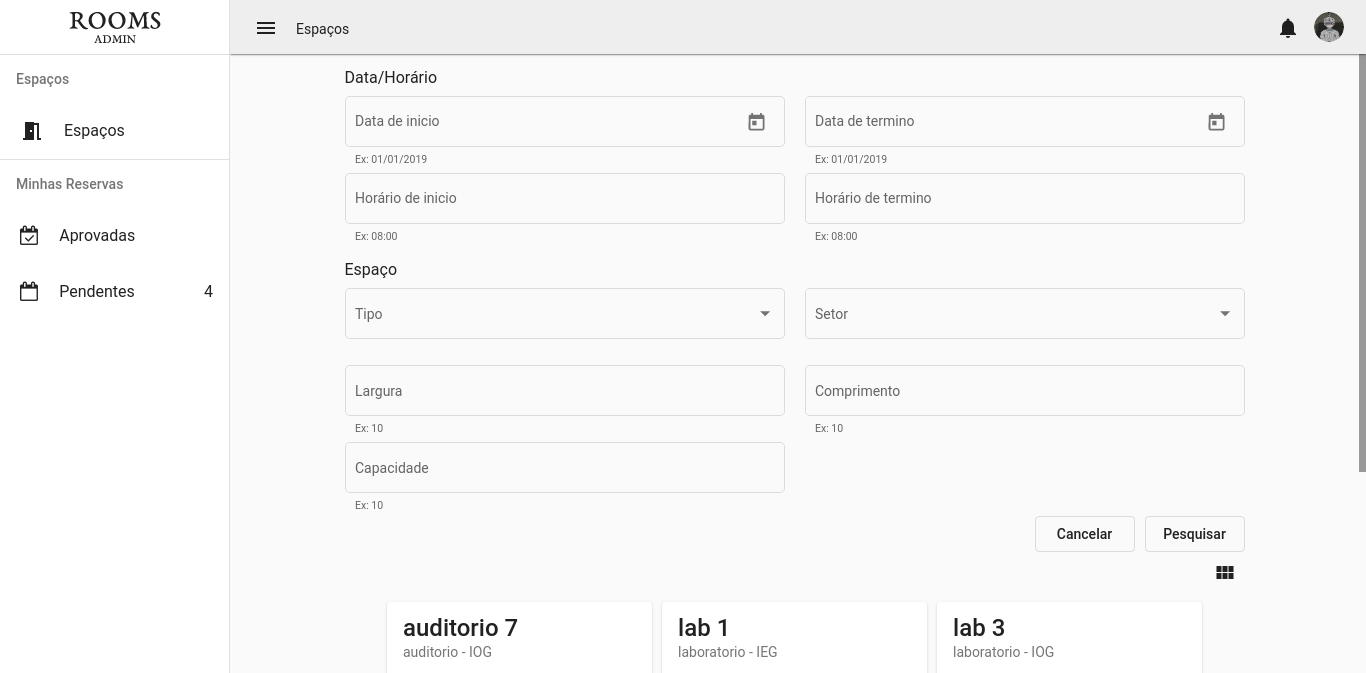 ROOMS
ADMIN
Espaços
Espaços
Espaços
Minhas Reservas
Aprovadas
Pendentes 4
Data/Horário
Data de inicio
Data de termino
Ex: 01/01/2019
Ex: 01/01/2019
Horário de inicio
Horário de termino
Ex: 08:00
Ex: 08:00
Espaço
Tipo
Setor
Largura
Comprimento
Ex: 10
Ex: 10
Capacidade
Ex: 10
Cancelar
Pesquisar
auditorio 7
auditorio - IOG
lab 1
laboratorio - IEG
lab 3
laboratorio - IOG